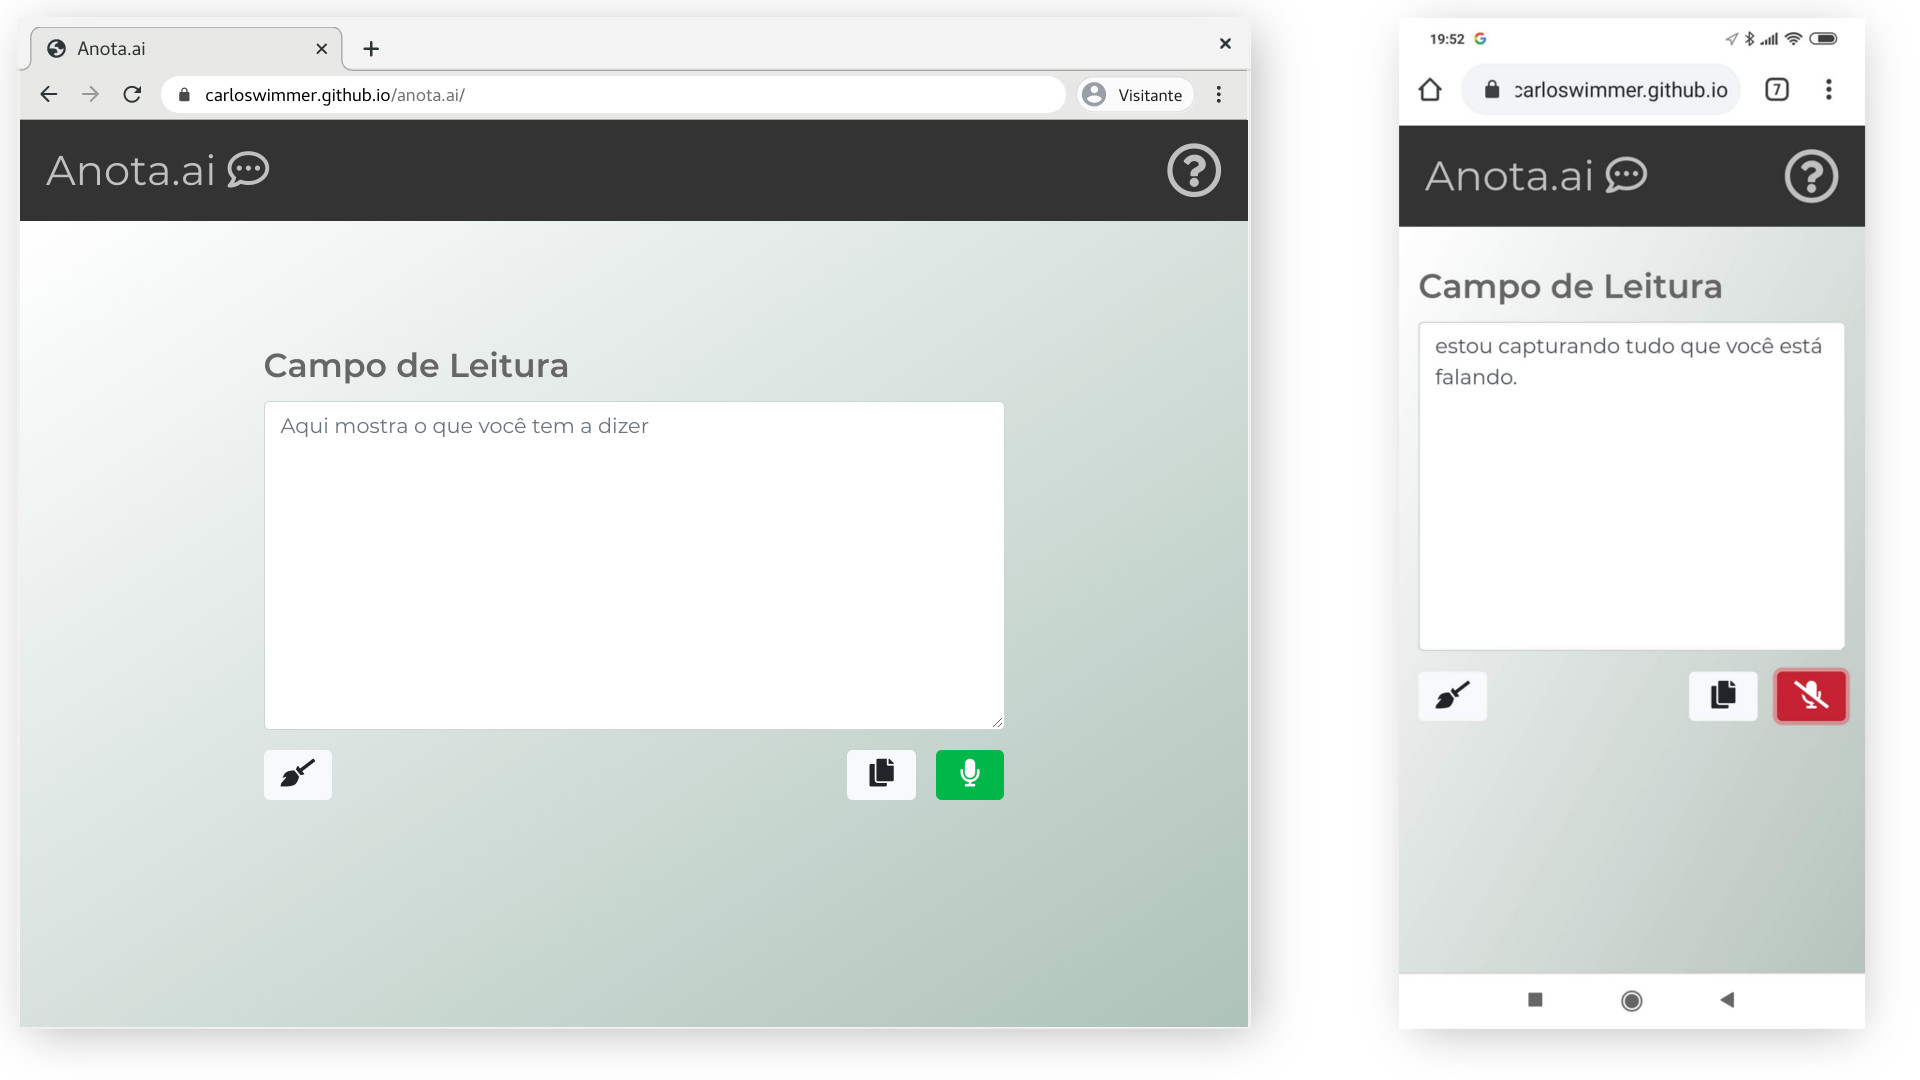 Anota.ai
carloswimmer.github.io/anota.ai/
Visitante
Anota.ai
Campo de Leitura
Aqui mostra o que você tem a dizer
19:52
carloswimmer.github.io
7
Anota.ai
Campo de Leitura
estou capturando tudo que você está
falando.